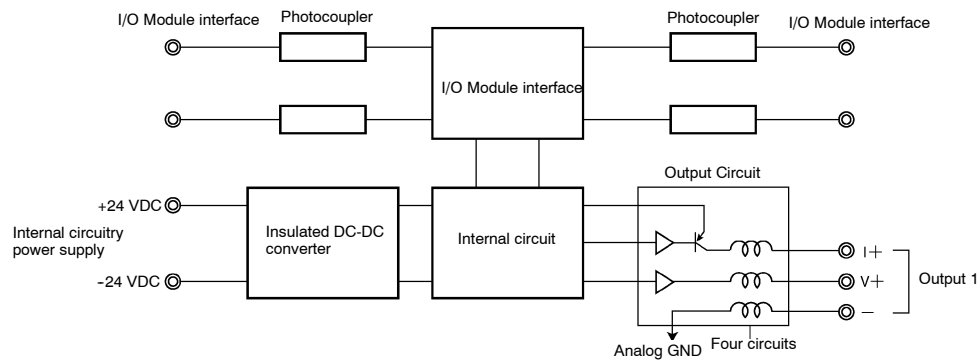 I/O Module interface
Photocoupler
Photocoupler
I/O Module interface
I/O Module interface
Output Circuit
+24 VDC
Internal circuitry
power supply
–24 VDC
Insulated DC-DC
converter
Internal circuit
I+
V+
–
Output 1
Analog GND
Four circuits